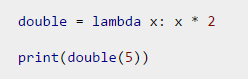 double = lambda x: x * 2
print(double(5))